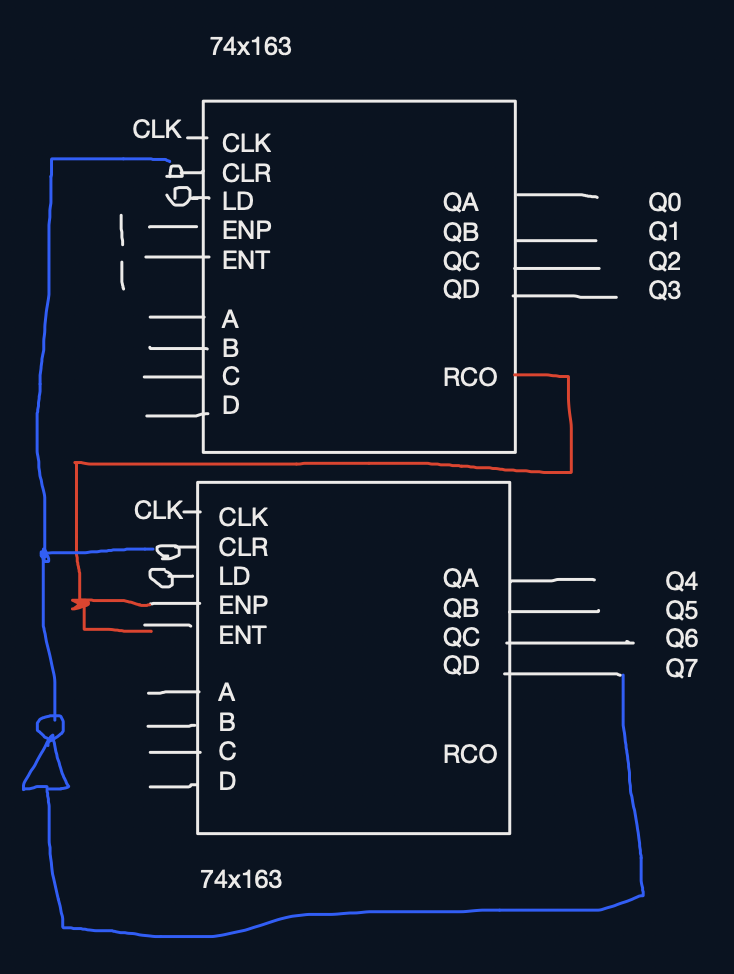 74x163
CLK CLK
CLR
LD
ENP
ENT
QA Q0
QB Q1
QC Q2
QD Q3
A
B
C
D
RCO
CLK CLK
CLR
LD
ENP
ENT
QA Q4
QB Q5
QC Q6
QD Q7
A
B
C
D
RCO
74x163